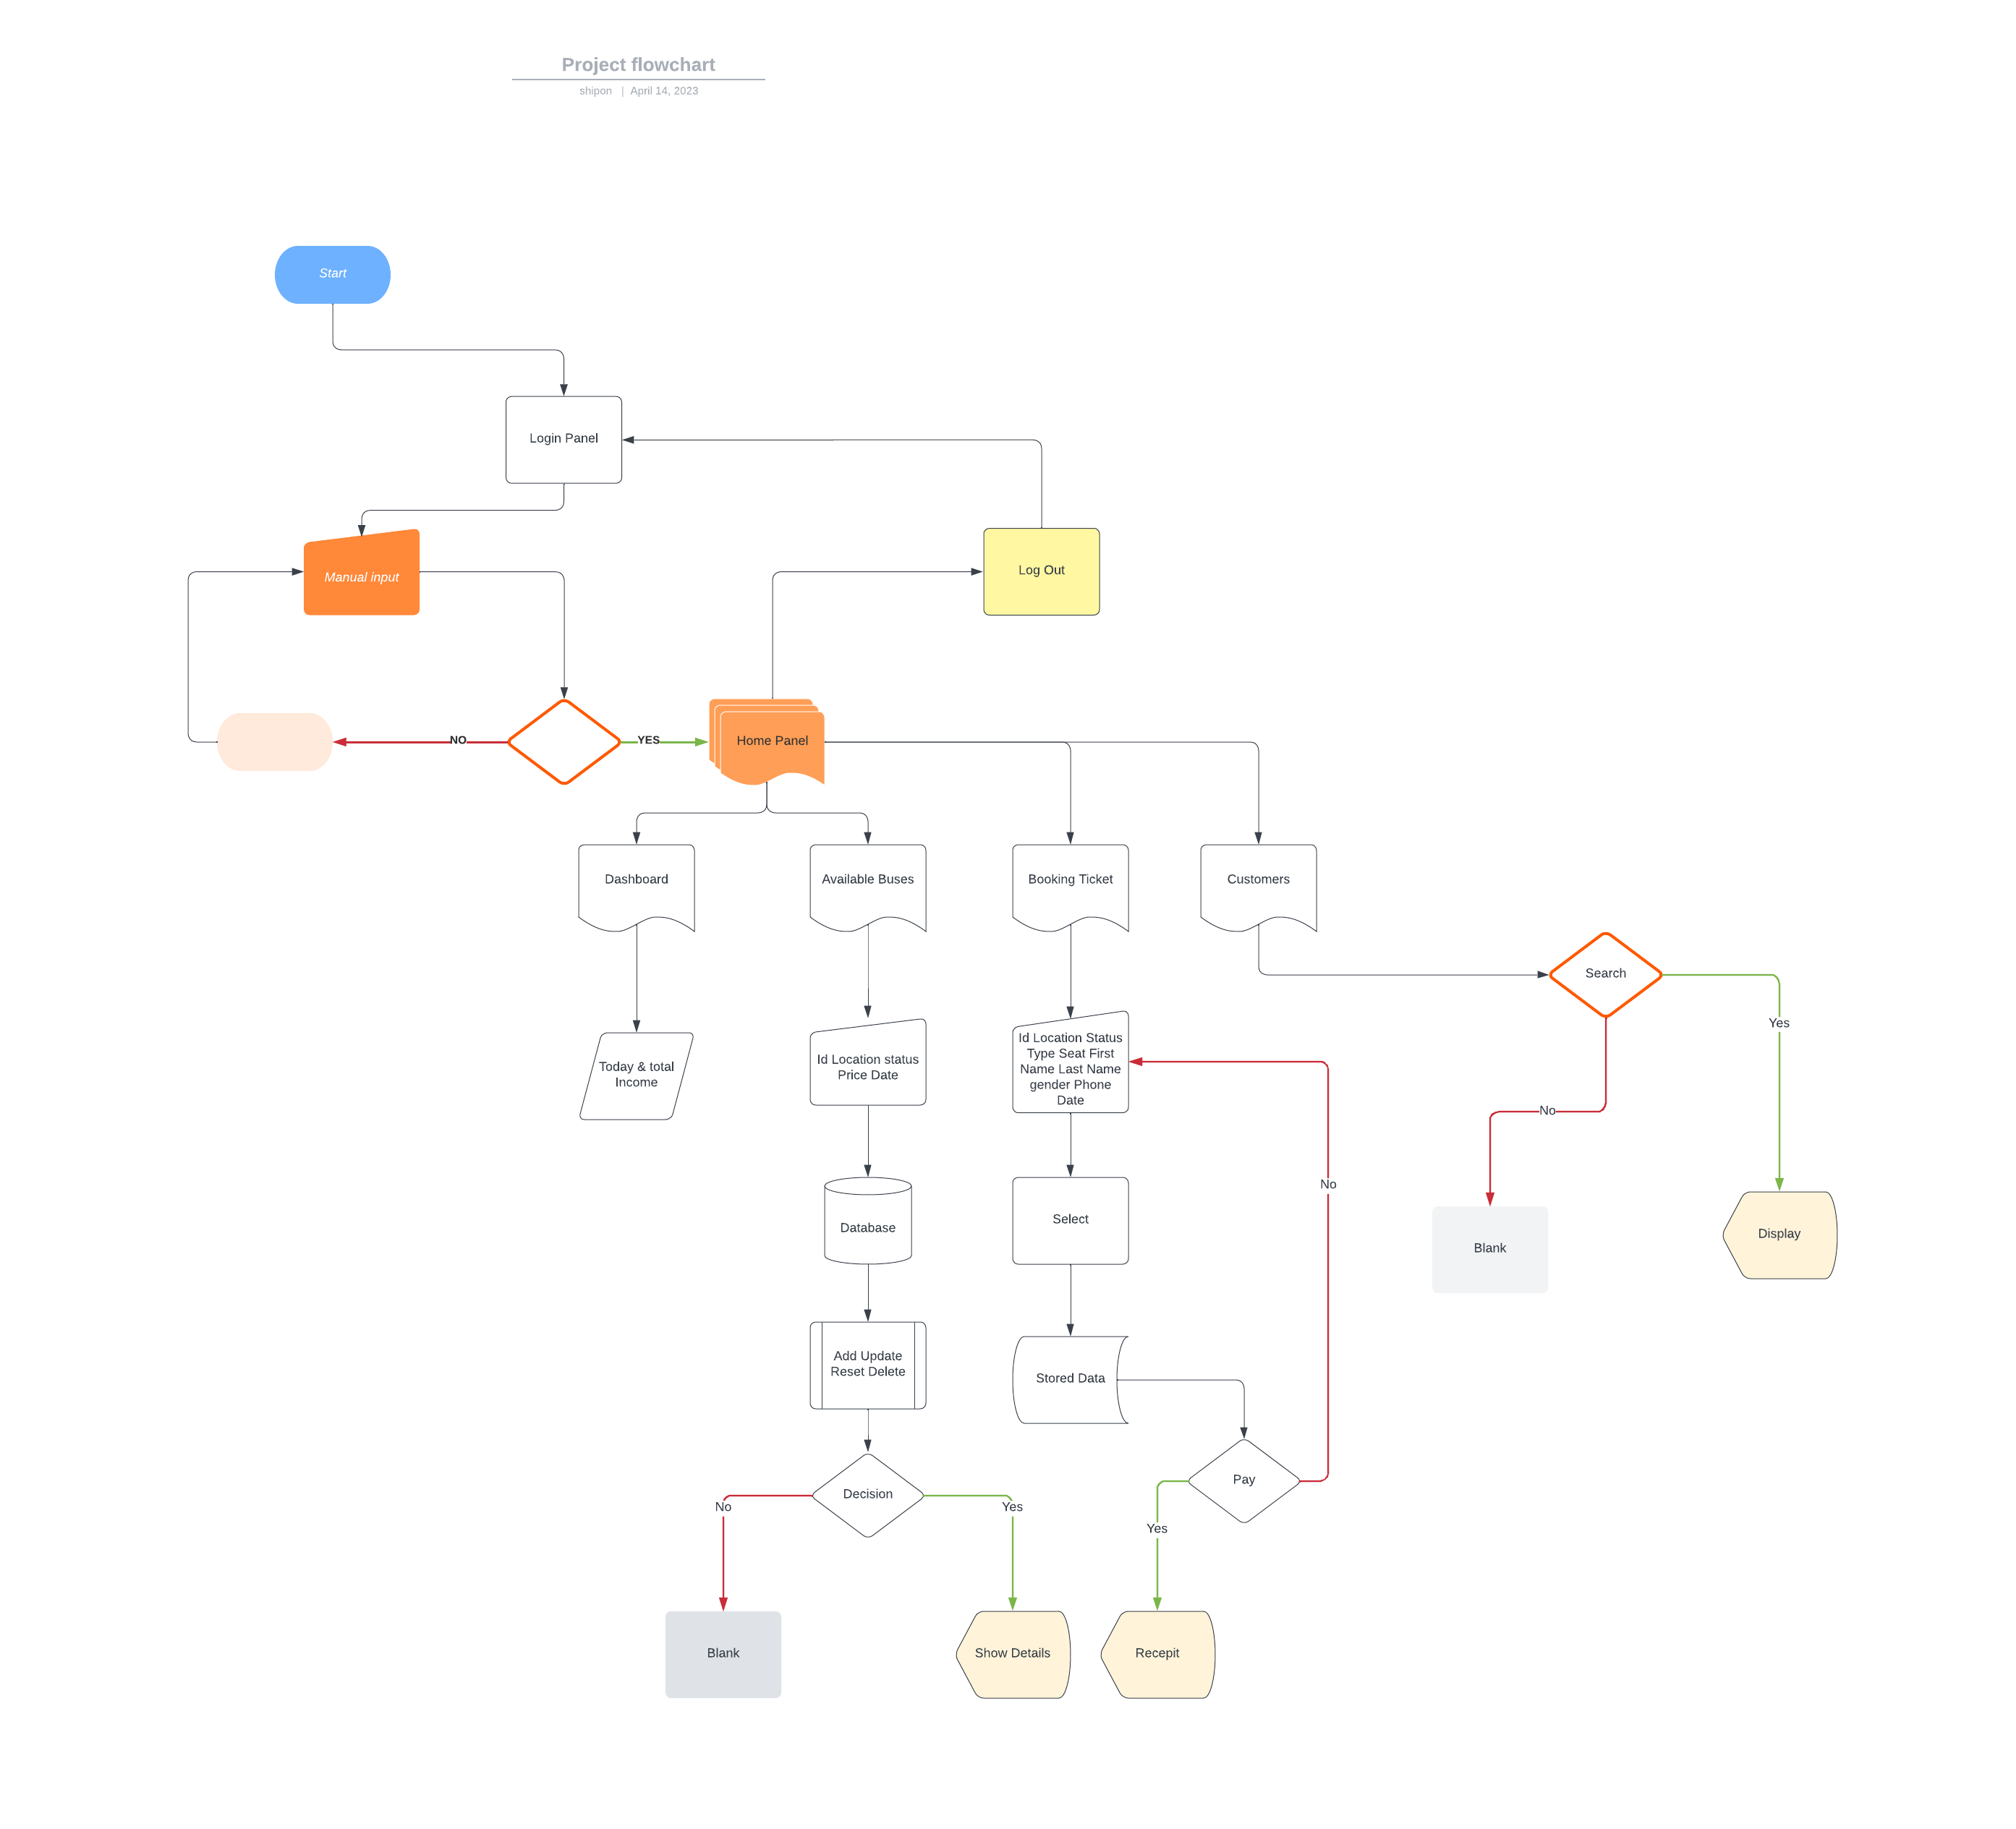 Project flowchart
shipon | April 14, 2023
Start
Login Panel
Manual input
Log Out
NO
YES
Home Panel
Dashboard
Available Buses
Booking Ticket
Customers
Search
Yes
Today & total
Income
Id Location status
Price Date
Id Location Status
Type Seat First
Name Last Name
gender Phone
Date
No
No
Database
Select
Blank
Display
Add Update
Reset Delete
Stored Data
Decision
Pay
No
Yes
Yes
Blank
Show Details
Recepit